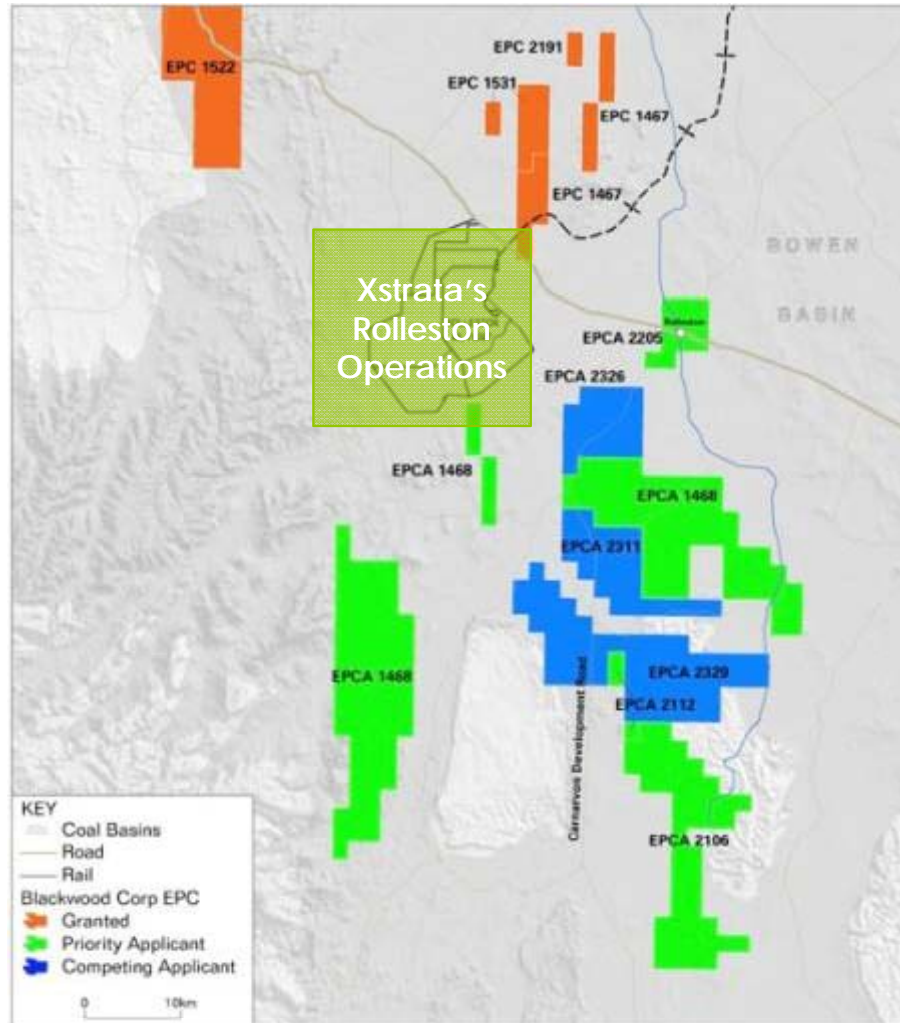 EPC 2191
EPC 1522
EPC 1531
EPC 1467
EPC 1467
BOWEN
BASIN
Xstrata's
Rolleston
Operations
EPCA 2205
EPCA 2326
EPCA 1468
EPCA 1468
EPCA 2311
EPCA 1468
EPCA 2329
EPCA 2112
Carnarvos Development Road
EPCA 2106
KEY
Coal Basins
Road
Rail
Blackwood Corp EPC
Granted
Priority Applicant
Competing Applicant
0 10km